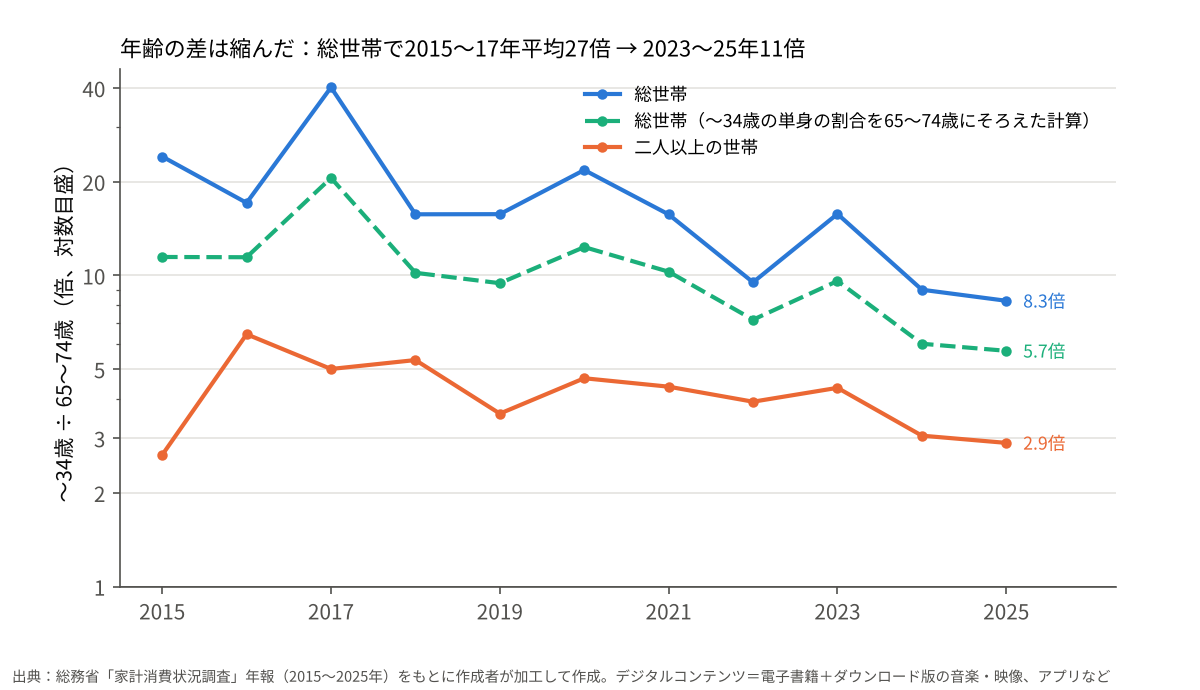 年齢の差は縮んだ：総世帯で2015～17年平均27倍→2023～25年11倍
総世帯
総世帯（～34歳の単身の割合を65～74歳にそろえた計算）
二人以上の世帯
～34歳 ÷ 65～74歳（倍、対数目盛）
40
20
10
5
3
2
1
8.3倍
5.7倍
2.9倍
2015
2017
2019
2021
2023
2025
出典：総務省「家計消費状況調査」年報（2015～2025年）をもとに作成者が加工して作成。デジタルコンテンツ＝電子書籍＋ダウンロード版の音楽・映像、アプリなど